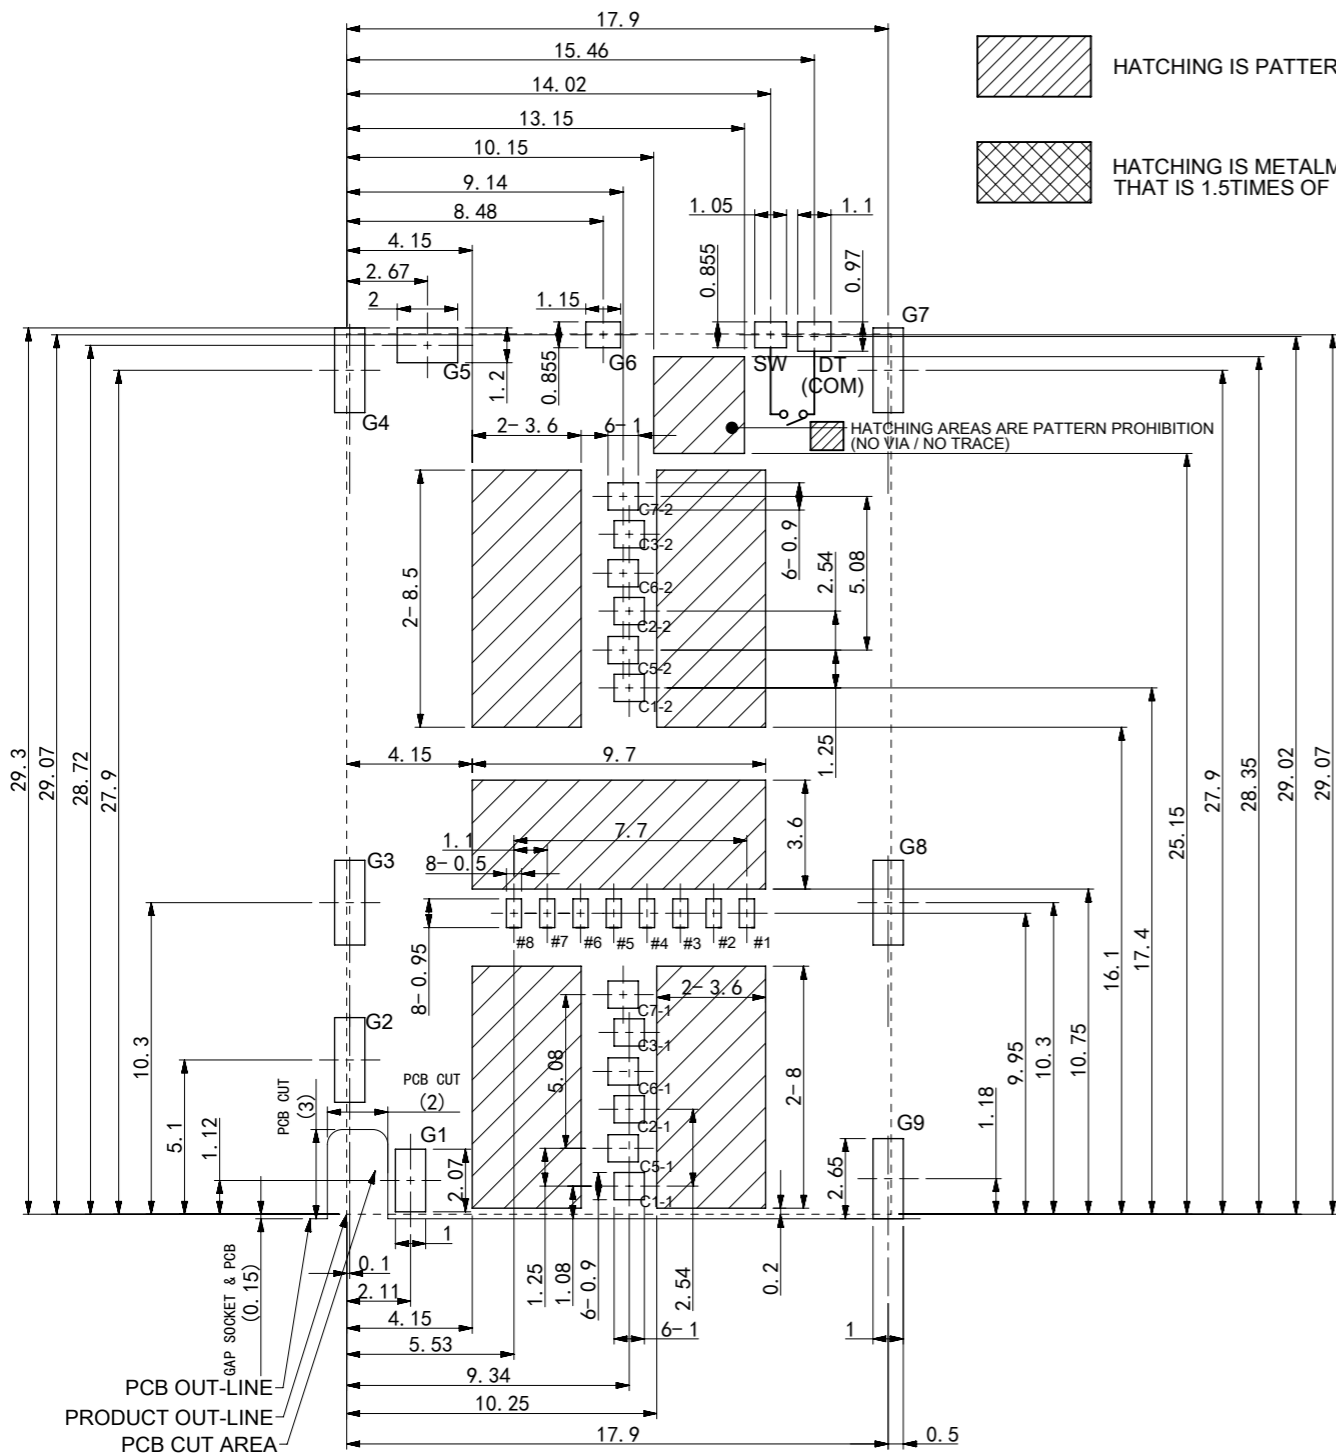 17.9
15.46
14.02
13.15
10.15
9.14
8.48
4.15
2.67
2
1.15
1.05
1.1
0.855
0.97
HATCHING IS PATTER
HATCHING IS METALM
THAT IS 1.5TIMES OF
G7
G4
G5
1.2
0.855
G6
SW
DT
(COM)
2-3.6
6-1
HATCHING AREAS ARE PATTERN PROHIBITION
(NO VIA / NO TRACE)
C7-2
C3-2
C6-2
C2-2
C5-2
C1-2
2-8.5
6-0.9
2.54
5.08
1.25
29.3
29.07
28.72
27.9
4.15
9.7
25.15
27.9
28.35
29.02
29.07
7.7
1.1
8-0.5
3.6
G3
G8
#8
#7
#6
#5
#4
#3
#2
#1
8-0.95
16.1
17.4
10.3
G2
5.1
1.12
PCB CUT
(3)
PCB CUT
(2)
G1
2.07
2-3.6
C7-1
C3-1
C6-1
C2-1
C5-1
C1-1
5.08
2-8
G9
2.65
9.95
10.3
10.75
1.18
1
0.1
2.11
4.15
5.53
9.34
10.25
17.9
1.25
1.08
6-0.9
2.54
0.2
6-1
1
0.5
GAP SOCKET & PCB
(0.15)
PCB OUT-LINE
PRODUCT OUT-LINE
PCB CUT AREA